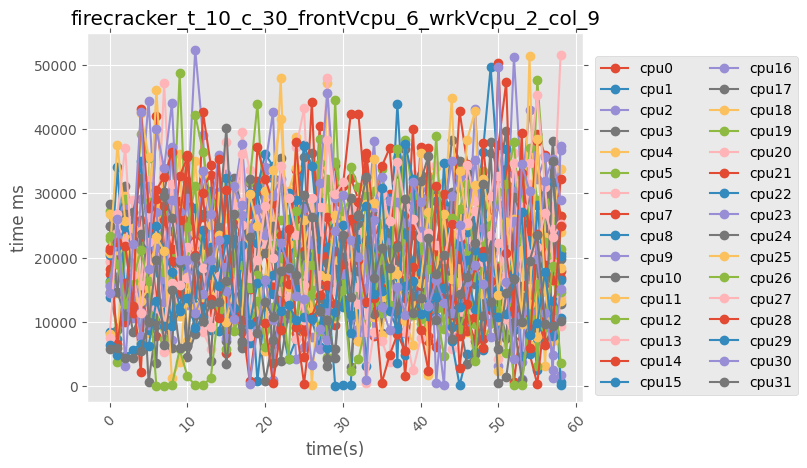 firecracker_t_10_c_30_frontVcpu_6_wrkVcpu_2_col_9
50000
40000
30000
20000
10000
0
time ms
0
10
20
30
40
50
60
time(s)
cpu0
cpu1
cpu2
cpu3
cpu4
cpu5
cpu6
cpu7
cpu8
cpu9
cpu10
cpu11
cpu12
cpu13
cpu14
cpu15
cpu16
cpu17
cpu18
cpu19
cpu20
cpu21
cpu22
cpu23
cpu24
cpu25
cpu26
cpu27
cpu28
cpu29
cpu30
cpu31